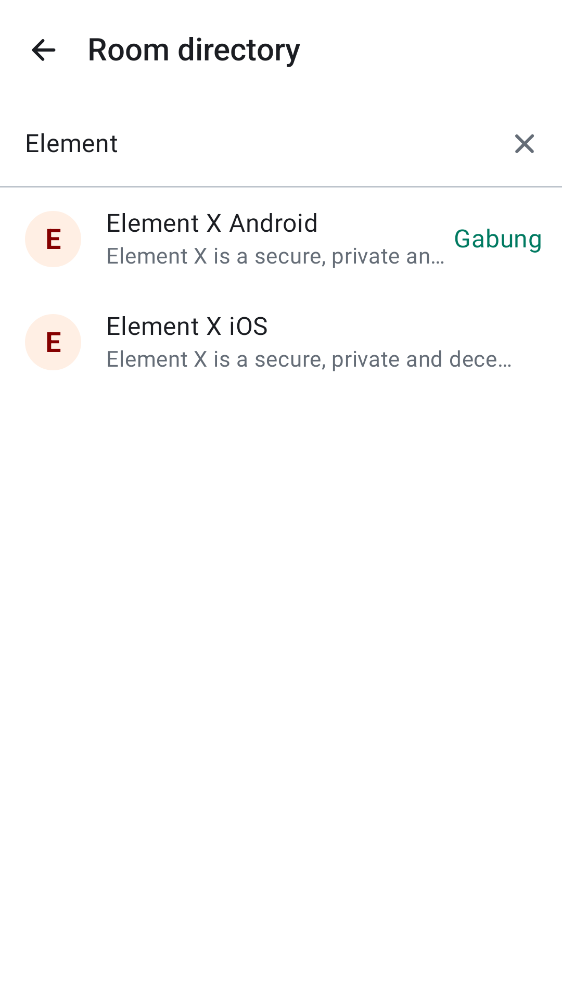 Room directory
Element
E
Element X Android
Element X is a secure, private an…
Gabung
E
Element X iOS
Element X is a secure, private and dece…